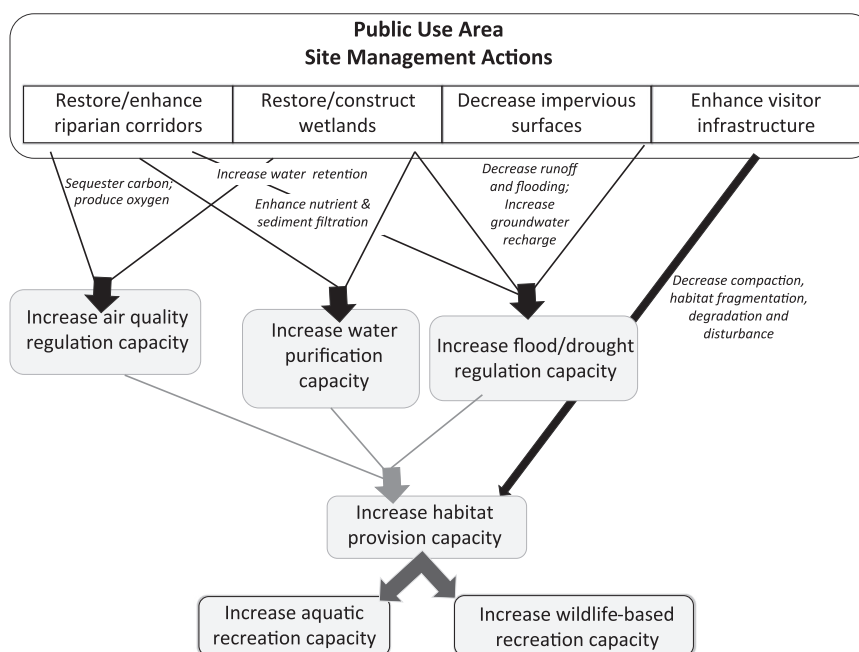 Public Use Area
Site Management Actions
Restore/enhance
riparian corridors
Restore/construct
wetlands
Decrease impervious
surfaces
Enhance visitor
infrastructure
Sequester carbon;
produce oxygen
Increase water retention
Enhance nutrient &
sediment filtration
Decrease runoff
and flooding;
Increase
groundwater
recharge
Decrease compaction,
habitat fragmentation,
degradation and
disturbance
Increase air quality
regulation capacity
Increase water
purification
capacity
Increase flood/drought
regulation capacity
Increase habitat
provision capacity
Increase aquatic
recreation capacity
Increase wildlife-based
recreation capacity